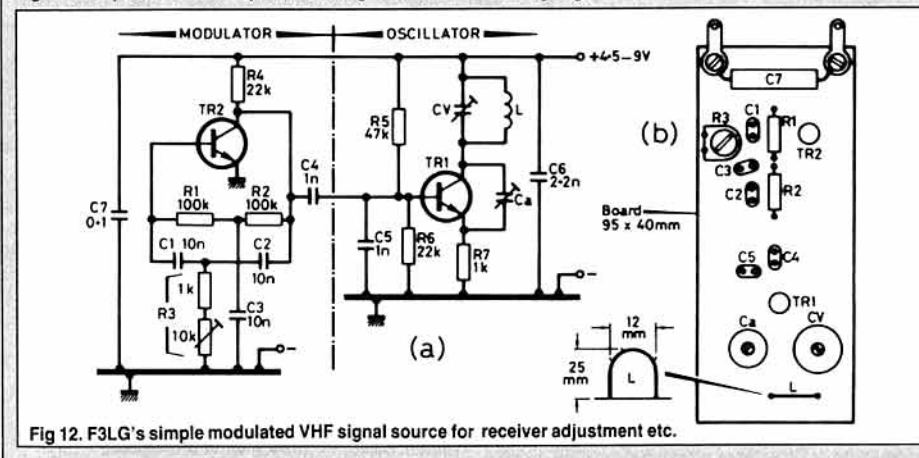 MODULATOR
OSCILLATOR
+4·5–9V
R4
22k
TR2
R5
47k
CV
L
C4
1n
TR1
C6
2·2n
Ca
R1
100k
R2
100k
C7
0·1
C1 10n
C2
10n
C5
1n
R6
22k
R7
1k
1k
R3
10k
C3
10n
–
–
(a)
12
mm
25
mm
L
(b)
C7
C1
R3
R1
TR2
C3
C2
R2
Board
95 x 40mm
C5
C4
TR1
Ca
CV
L
Fig 12. F3LG's simple modulated VHF signal source for receiver adjustment etc.